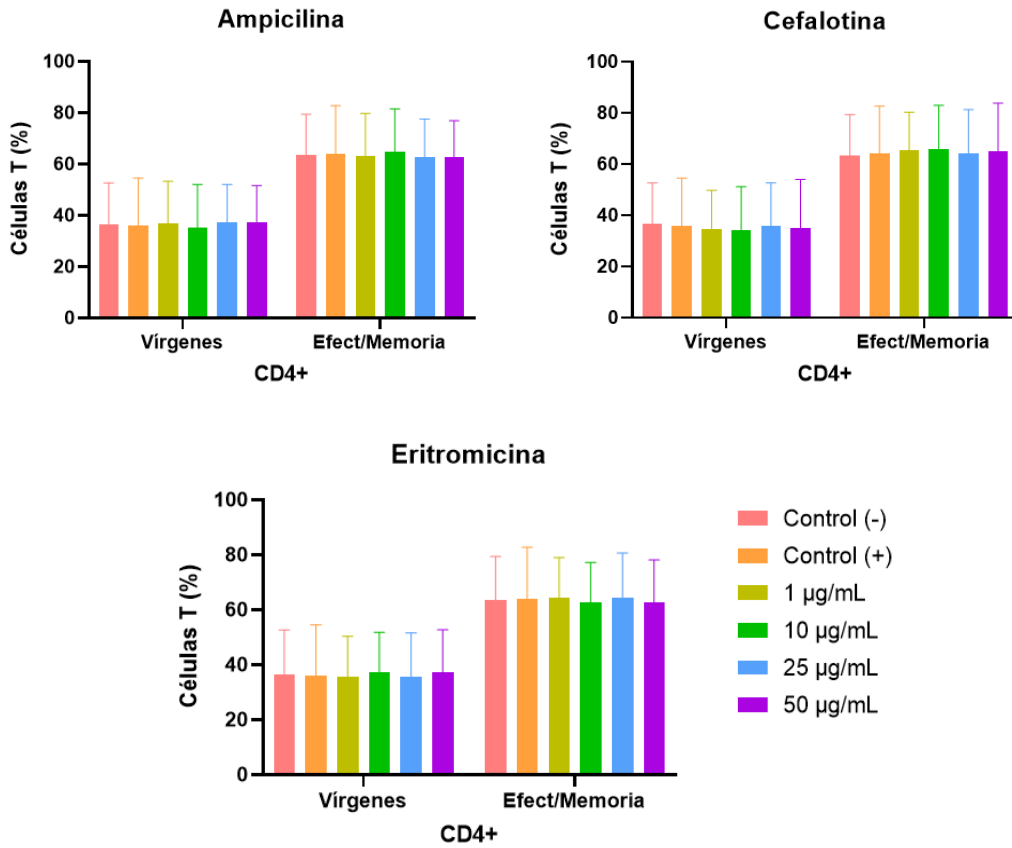 Ampicilina
100
80
60
40
20
0
Células T (%)
Vírgenes
Efect/Memoria
CD4+
Cefalotina
100
80
60
40
20
0
Células T (%)
Vírgenes
Efect/Memoria
CD4+
Eritromicina
100
80
60
40
20
0
Células T (%)
Vírgenes
Efect/Memoria
CD4+
Control (-)
Control (+)
1 µg/mL
10 µg/mL
25 µg/mL
50 µg/mL